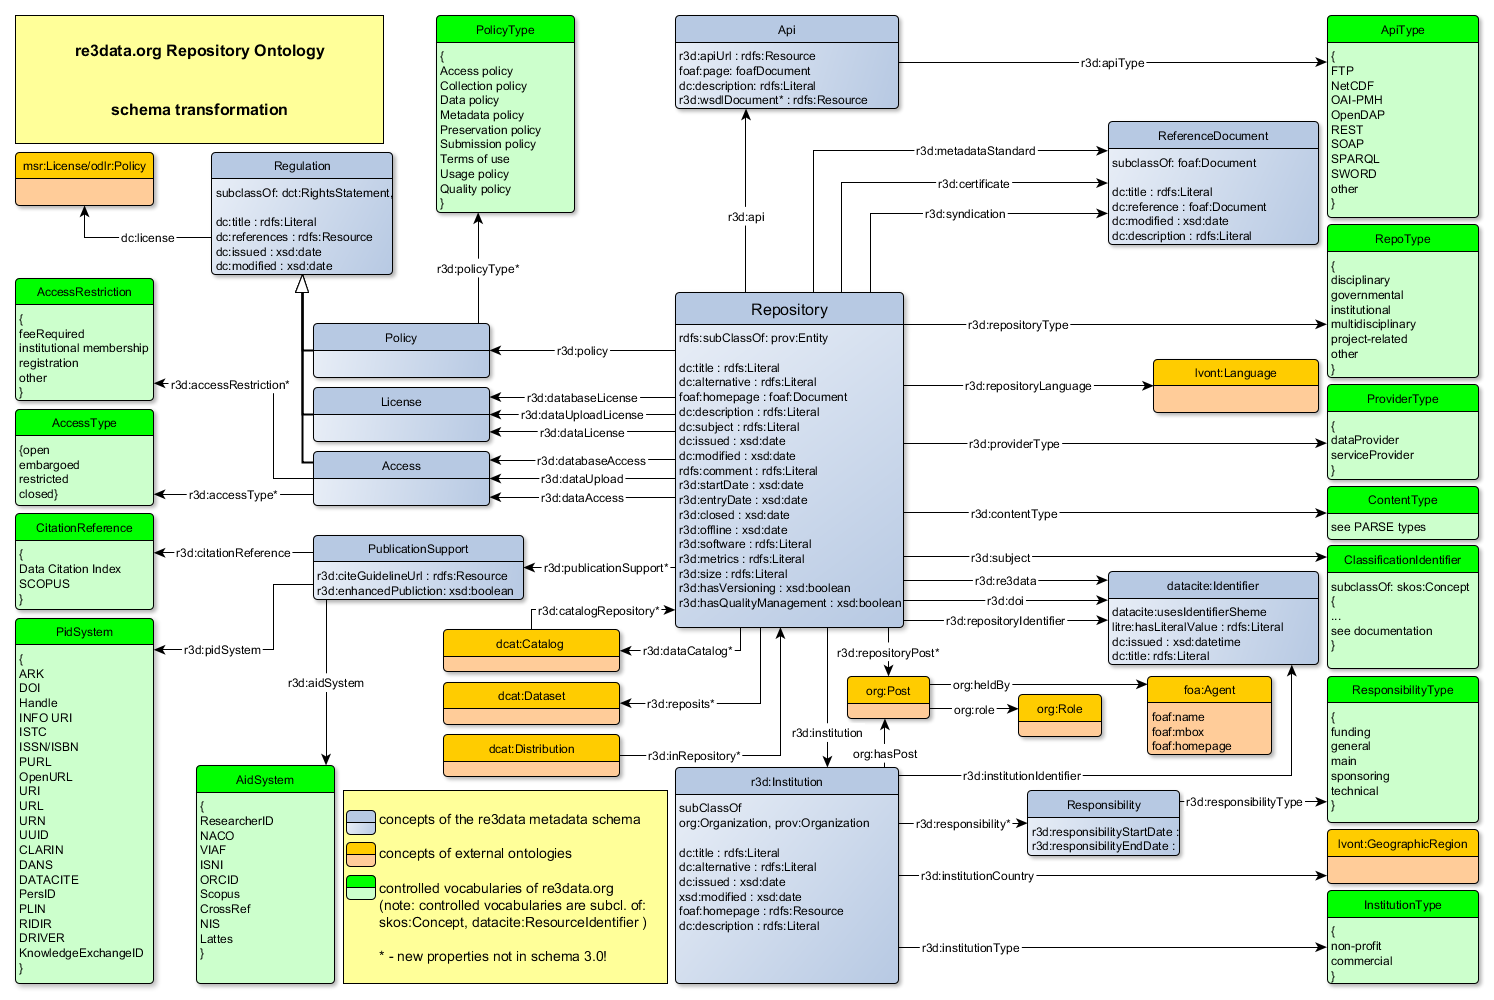 re3data.org Repository Ontology
schema transformation
PolicyType
{
Access policy
Collection policy
Data policy
Metadata policy
Preservation policy
Submission policy
Terms of use
Usage policy
Quality policy
}
Api
r3d:apiUrl : rdfs:Resource
foaf:page: foafDocument
dc:description: rdfs:Literal
r3d:wsdlDocument* : rdfs:Resource
r3d:apiType
ApiType
{
FTP
NetCDF
OAI-PMH
OpenDAP
REST
SOAP
SPARQL
SWORD
other
}
msr:License/odlr:Policy
dc:license
Regulation
subclassOf: dct:RightsStatement,
dc:title : rdfs:Literal
dc:references : rdfs:Resource
dc:issued : xsd:date
dc:modified : xsd:date
r3d:policyType*
r3d:api
r3d:metadataStandard
r3d:certificate
r3d:syndication
ReferenceDocument
subclassOf: foaf:Document
dc:title : rdfs:Literal
dc:reference : foaf:Document
dc:modified : xsd:date
dc:description : rdfs:Literal
RepoType
{
disciplinary
governmental
institutional
multidisciplinary
project-related
other
}
AccessRestriction
{
feeRequired
institutional membership
registration
other
}
r3d:accessRestriction*
AccessType
{open
embargoed
restricted
closed}
r3d:accessType*
Policy
License
Access
r3d:policy
r3d:databaseLicense
r3d:dataUploadLicense
r3d:dataLicense
r3d:databaseAccess
r3d:dataUpload
r3d:dataAccess
Repository
rdfs:subClassOf: prov:Entity
dc:title : rdfs:Literal
dc:alternative : rdfs:Literal
foaf:homepage : foaf:Document
dc:description : rdfs:Literal
dc:subject : rdfs:Literal
dc:issued : xsd:date
dc:modified : xsd:date
rdfs:comment : rdfs:Literal
r3d:startDate : xsd:date
r3d:entryDate : xsd:date
r3d:closed : xsd:date
r3d:offline : xsd:date
r3d:software : rdfs:Literal
r3d:metrics : rdfs:Literal
r3d:size : rdfs:Literal
r3d:hasVersioning : xsd:boolean
r3d:hasQualityManagement : xsd:boolean
r3d:repositoryType
r3d:repositoryLanguage
lvont:Language
r3d:providerType
ProviderType
{
dataProvider
serviceProvider
}
r3d:contentType
ContentType
see PARSE types
r3d:subject
ClassificationIdentifier
subclassOf: skos:Concept
{
...
see documentation
}
r3d:re3data
r3d:doi
r3d:repositoryIdentifier
datacite:Identifier
datacite:usesIdentifierSheme
litre:hasLiteralValue : rdfs:Literal
dc:issued : xsd:datetime
dc:title: rdfs:Literal
CitationReference
{
Data Citation Index
SCOPUS
}
r3d:citationReference
PublicationSupport
r3d:citeGuidelineUrl : rdfs:Resource
r3d:enhancedPubliction: xsd:boolean
r3d:publicationSupport*
r3d:catalogRepository*
PidSystem
{
ARK
DOI
Handle
INFO URI
ISTC
ISSN/ISBN
PURL
OpenURL
URI
URL
URN
UUID
CLARIN
DANS
DATACITE
PersID
PLIN
RIDIR
DRIVER
KnowledgeExchangeID
}
r3d:pidSystem
r3d:aidSystem
AidSystem
{
ResearcherID
NACO
VIAF
ISNI
ORCID
Scopus
CrossRef
NIS
Lattes
}
dcat:Catalog
r3d:dataCatalog*
dcat:Dataset
r3d:reposits*
dcat:Distribution
r3d:inRepository*
r3d:institution
r3d:repositoryPost*
org:Post
org:heldBy
org:role
org:Role
org:hasPost
foa:Agent
foaf:name
foaf:mbox
foaf:homepage
ResponsibilityType
{
funding
general
main
sponsoring
technical
}
r3d:institutionIdentifier
r3d:Institution
subClassOf
org:Organization, prov:Organization
dc:title : rdfs:Literal
dc:alternative : rdfs:Literal
dc:issued : xsd:date
xsd:modified : xsd:date
foaf:homepage : rdfs:Resource
dc:description : rdfs:Literal
r3d:responsibility*
Responsibility
r3d:responsibilityStartDate :
r3d:responsibilityEndDate :
r3d:responsibilityType
r3d:institutionCountry
lvont:GeographicRegion
r3d:institutionType
InstitutionType
{
non-profit
commercial
}
concepts of the re3data metadata schema
concepts of external ontologies
controlled vocabularies of re3data.org
(note: controlled vocabularies are subcl. of:
skos:Concept, datacite:ResourceIdentifier )
* - new properties not in schema 3.0!